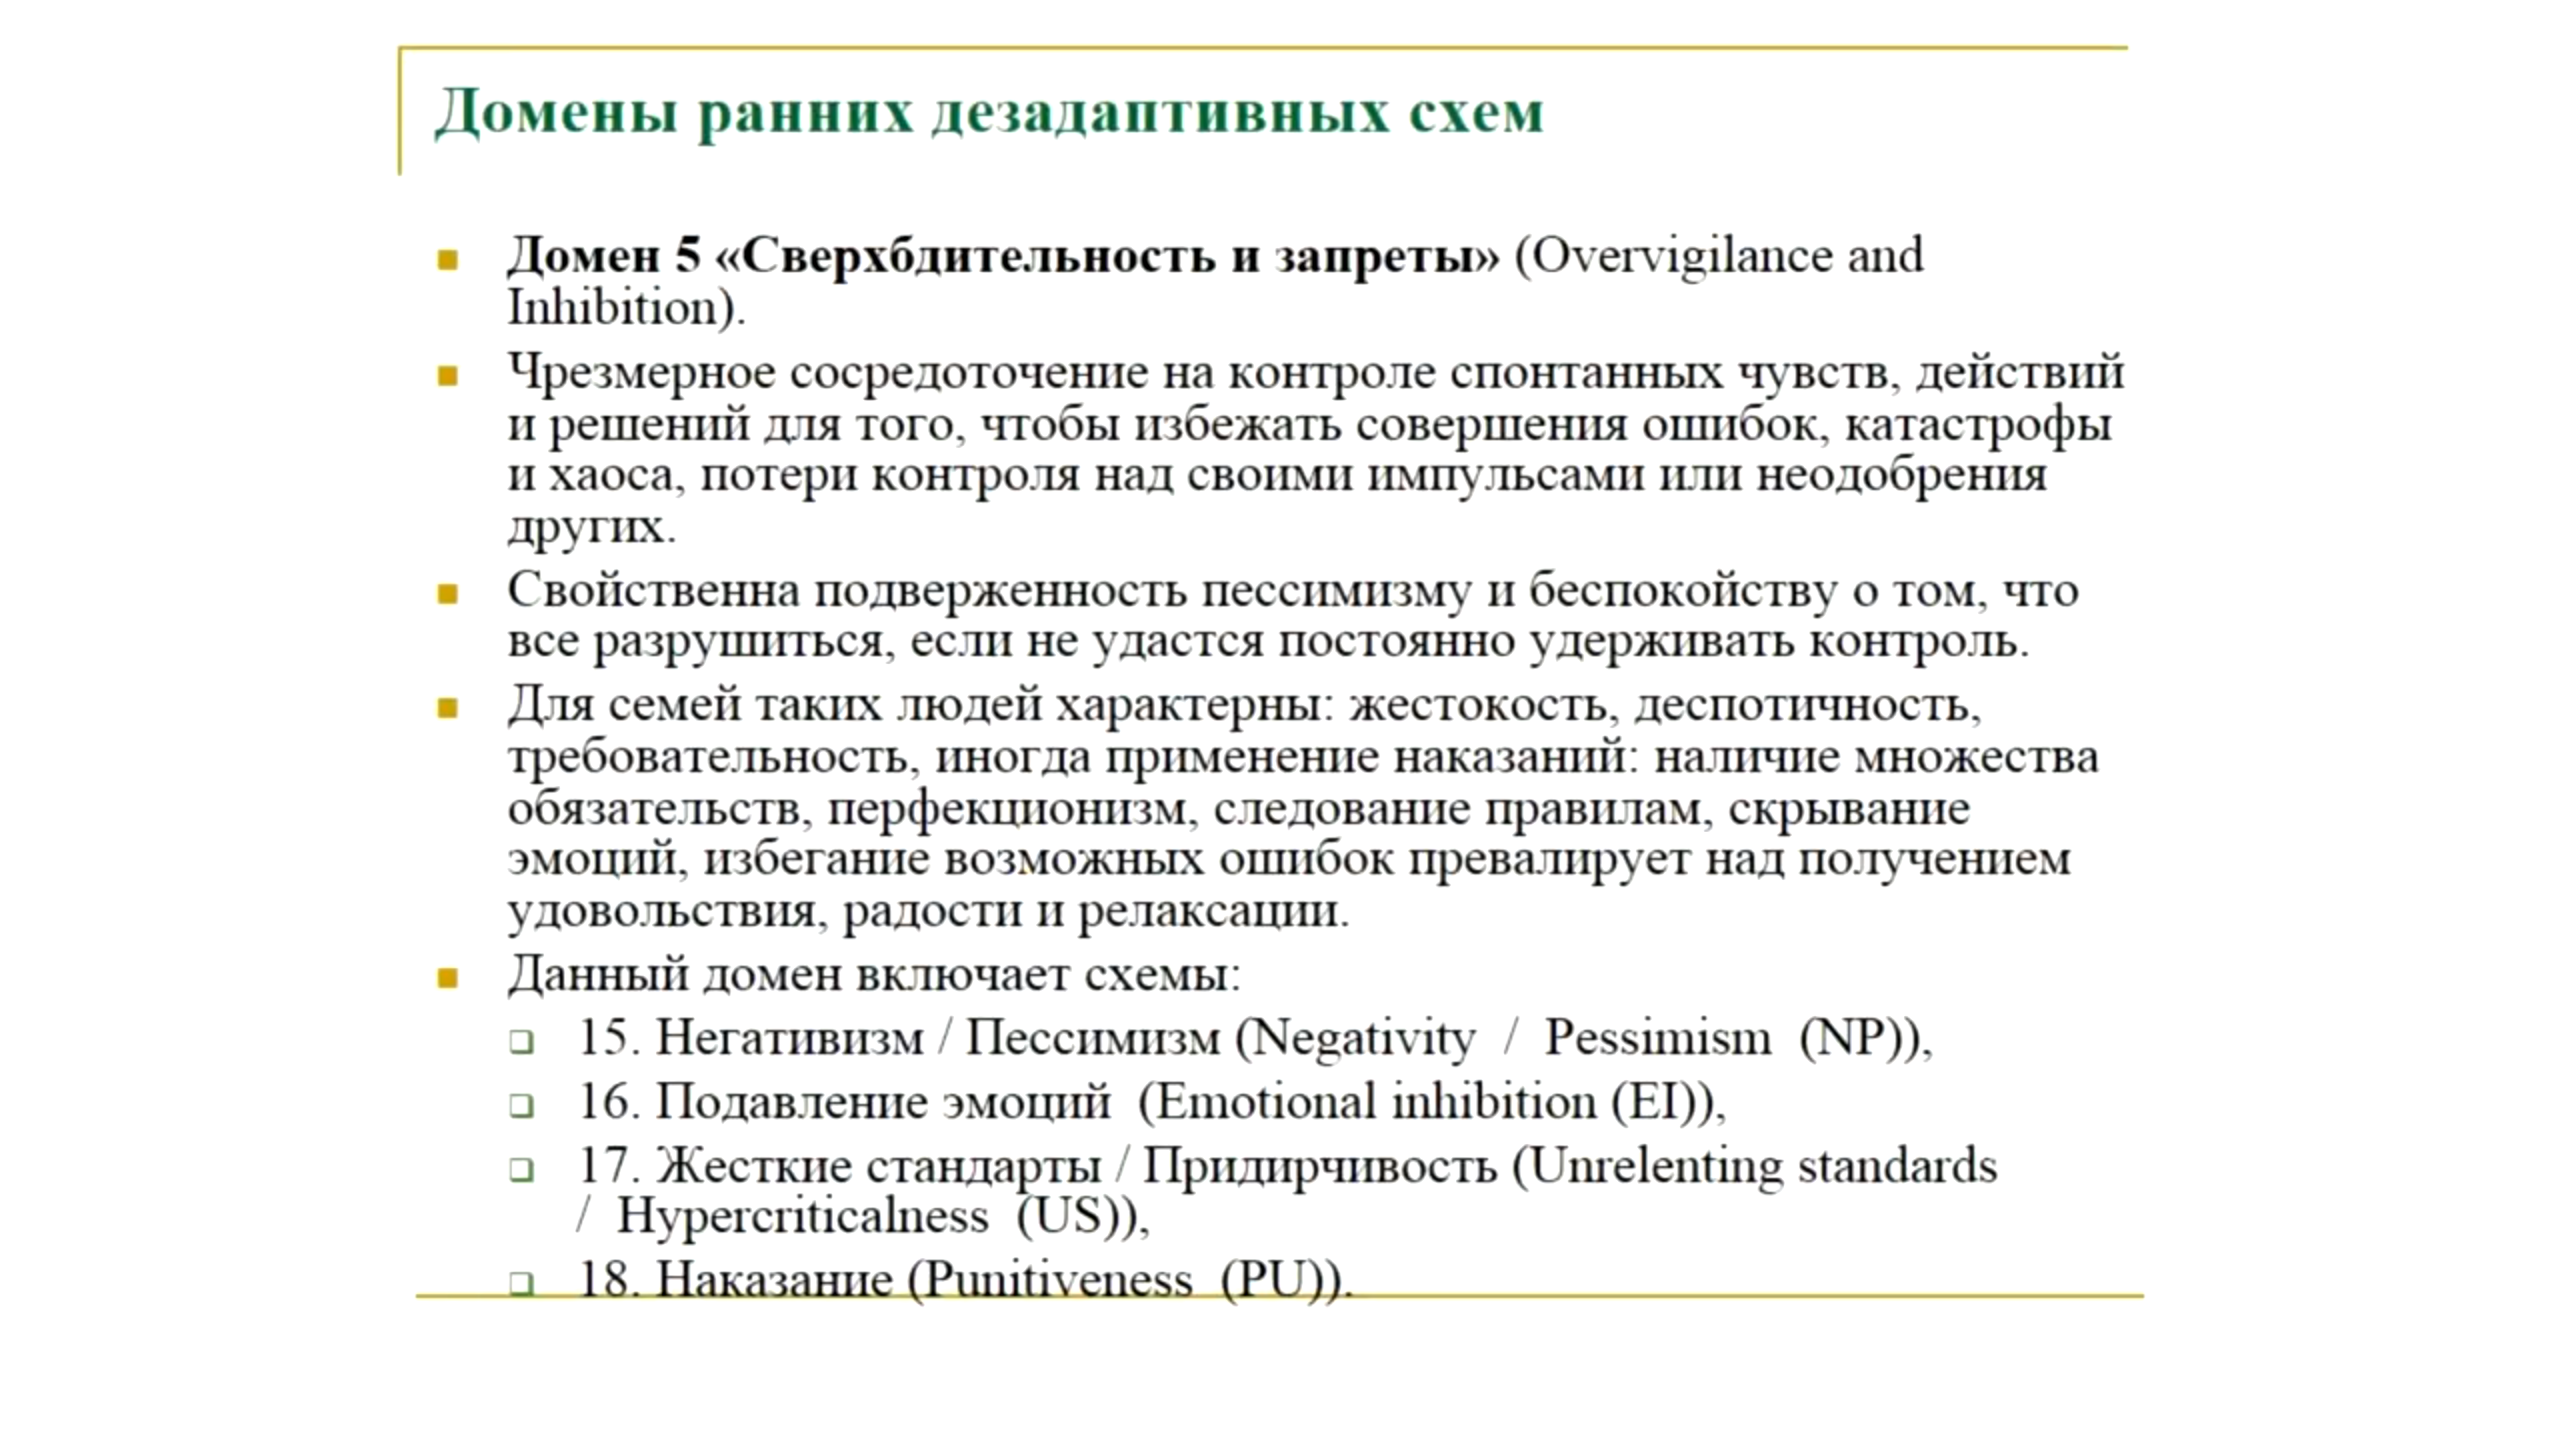 Домены ранних дезадаптивных схем
Домен 5 «Сверхбдительность и запреты» (Overvigilance and
Inhibition).
Чрезмерное сосредоточение на контроле спонтанных чувств, действий
и решений для того, чтобы избежать совершения ошибок, катастрофы
и хаоса, потери контроля над своими импульсами или неодобрения
других.
Свойственна подверженность пессимизму и беспокойству о том, что
все разрушиться, если не удастся постоянно удерживать контроль.
Для семей таких людей характерны: жестокость, деспотичность,
требовательность, иногда применение наказаний: наличие множества
обязательств, перфекционизм, следование правилам, скрывание
эмоций, избегание возможных ошибок превалирует над получением
удовольствия, радости и релаксации.
Данный домен включает схемы:
15. Негативизм / Пессимизм (Negativity / Pessimism (NP)),
16. Подавление эмоций (Emotional inhibition (EI)),
17. Жесткие стандарты / Придирчивость (Unrelenting standards
/ Hypercriticalness (US)),
18. Наказание (Punitiveness (PU)).